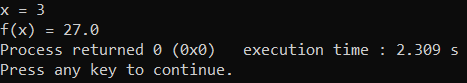 x = 3
f(x) = 27.0
Process returned 0 (0x0)   execution time : 2.309 s
Press any key to continue.